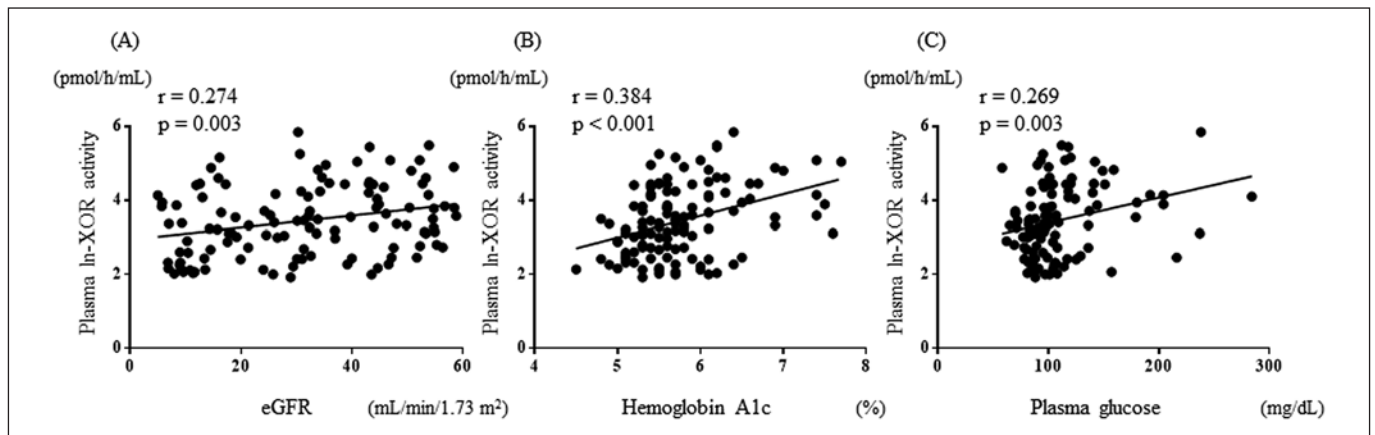 (A)
(pmol/h/mL)
r = 0.274
p = 0.003
Plasma ln-XOR activity
6
4
2
0
0 20 40 60
eGFR (mL/min/1.73 m²)
(B)
(pmol/h/mL)
r = 0.384
p < 0.001
Plasma ln-XOR activity
6
4
2
0
4 5 6 7 8
Hemoglobin A1c (%)
(C)
(pmol/h/mL)
r = 0.269
p = 0.003
Plasma ln-XOR activity
6
4
2
0
0 100 200 300
Plasma glucose (mg/dL)